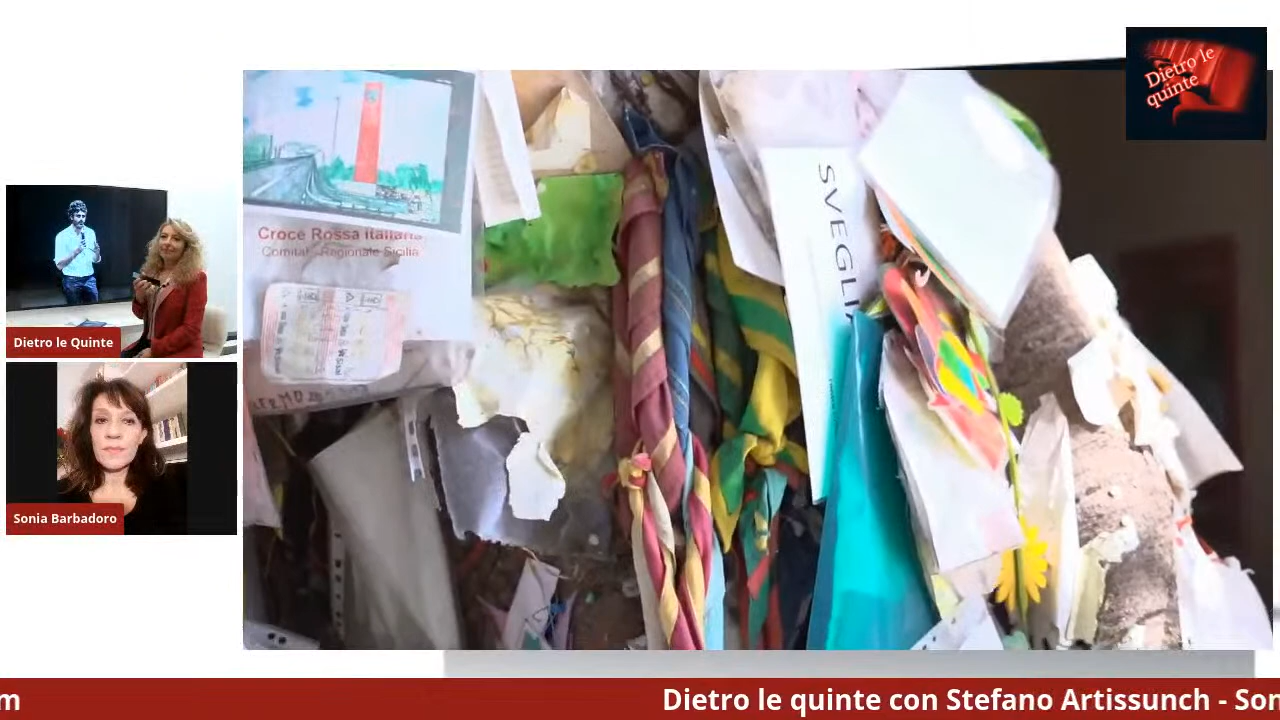 Dietro le
quinte
Croce Rossa Italiana
Comitato Regionale Sicilia
SVEGLI
Dietro le Quinte
Sonia Barbadoro
m
Dietro le quinte con Stefano Artissunch - Son